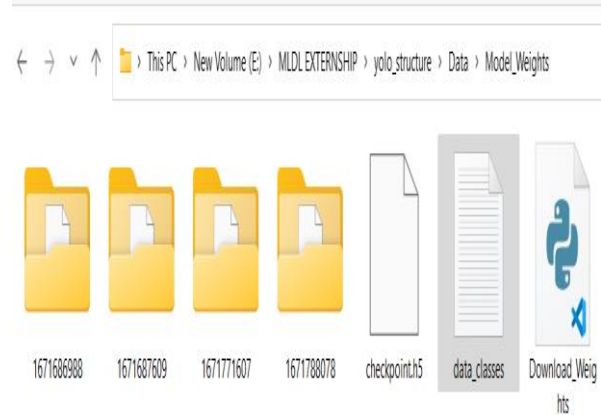 This PC > New Volume (E:) > MLDL EXTERNSHIP > yolo_structure > Data > Model_Weights
1671686988
1671687609
1671771607
1671788078
checkpoint.h5
data_classes
Download_Weig
hts